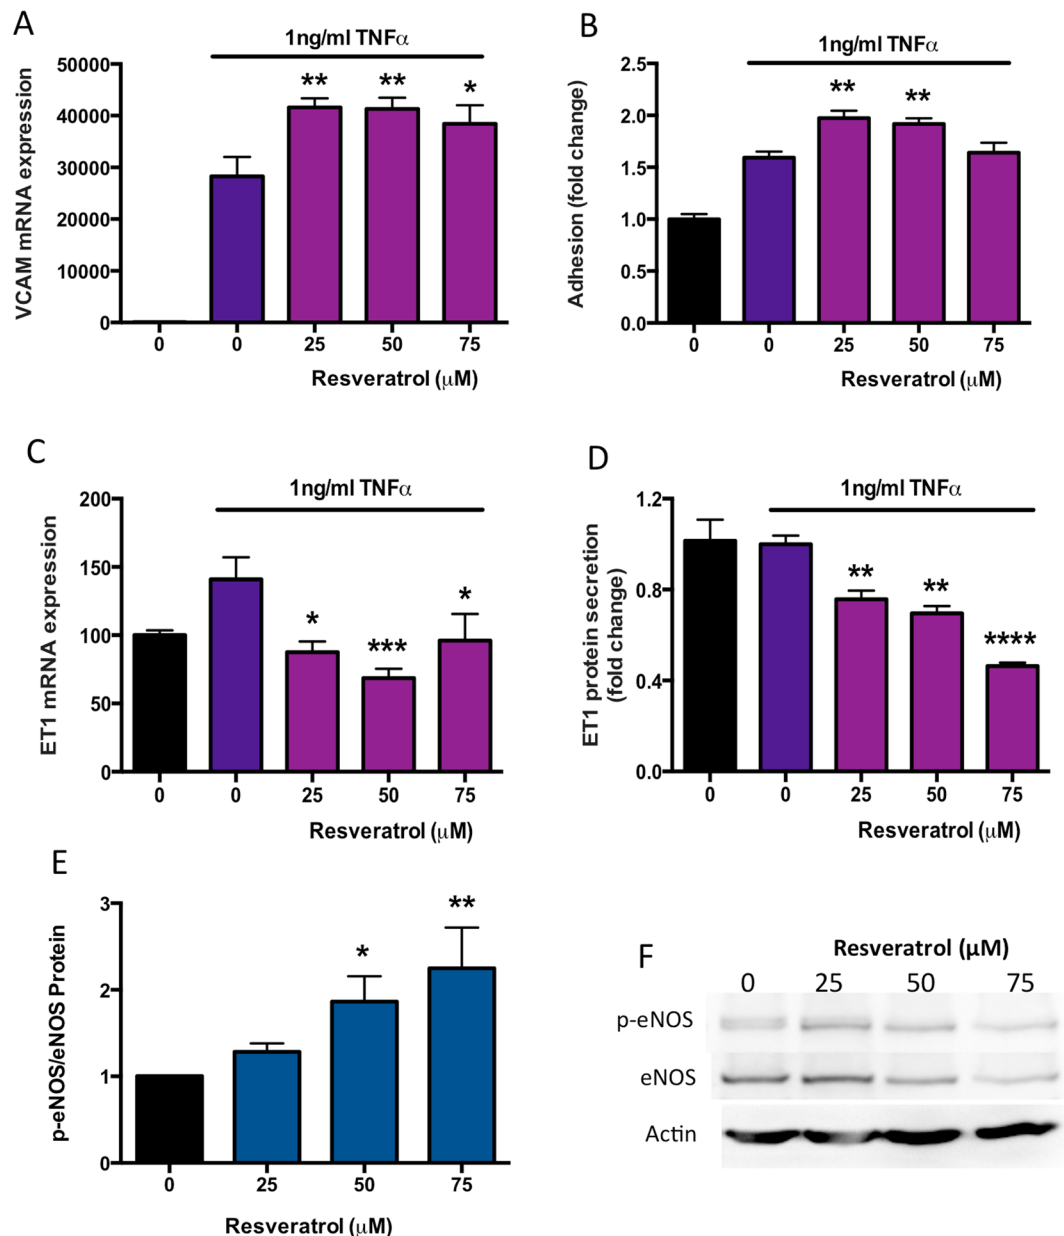 A
1ng/ml TNFα
VCAM mRNA expression
50000
40000
30000
20000
10000
0
** ** *
0 0 25 50 75
Resveratrol (μM)
B
1ng/ml TNFα
Adhesion (fold change)
2.5
2.0
1.5
1.0
0.5
0.0
** **
0 0 25 50 75
Resveratrol (μM)
C
1ng/ml TNFα
ET1 mRNA expression
200
150
100
50
0
* *** *
0 0 25 50 75
Resveratrol (μM)
D
1ng/ml TNFα
ET1 protein secretion
(fold change)
1.2
0.8
0.4
0.0
** ** ****
0 0 25 50 75
Resveratrol (μM)
E
p-eNOS/eNOS Protein
3
2
1
0
* **
0 25 50 75
Resveratrol (μM)
F
Resveratrol (μM)
0 25 50 75
p-eNOS
eNOS
Actin